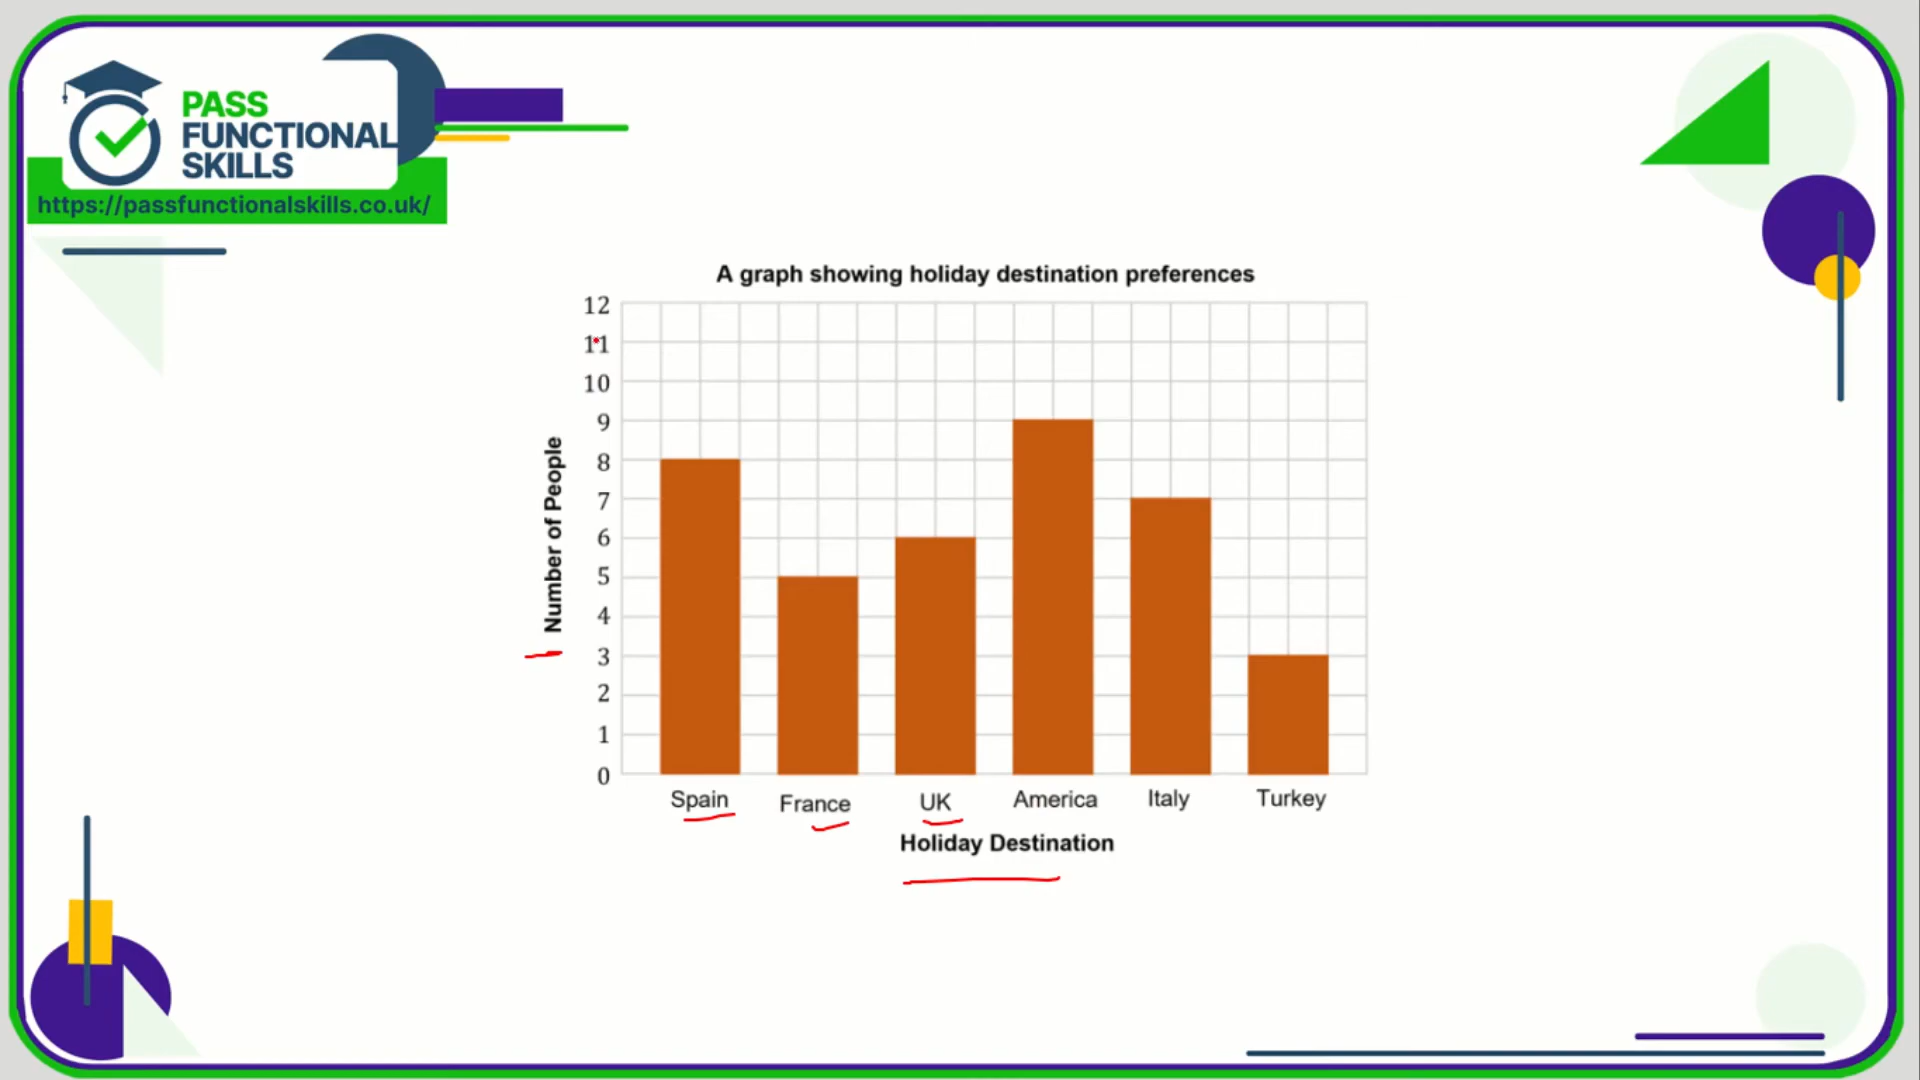 PASS
FUNCTIONAL
SKILLS
https://passfunctionalskills.co.uk/
A graph showing holiday destination preferences
12
11
10
9
8
7
6
5
4
3
2
1
0
Number of People
Spain France UK America Italy Turkey
Holiday Destination